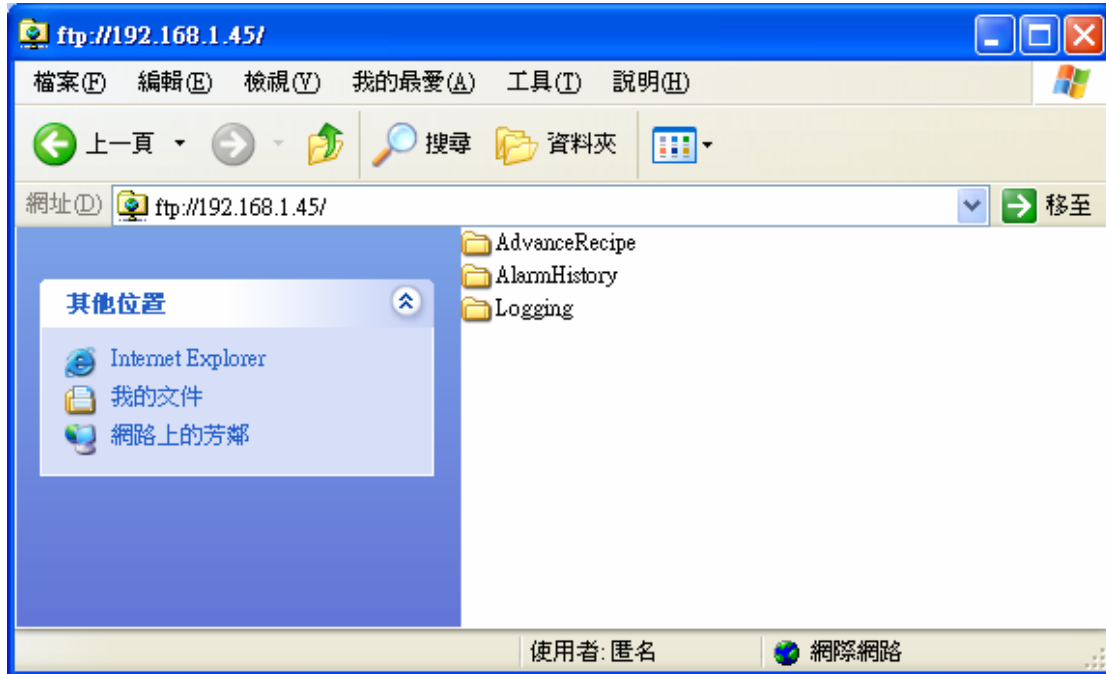 ftp://192.168.1.45/
檔案(F) 編輯(E) 檢視(V) 我的最愛(A) 工具(T) 說明(H)
上一頁 搜尋 資料夾
網址(D) ftp://192.168.1.45/ 移至
其他位置
Internet Explorer
我的文件
網路上的芳鄰
AdvanceRecipe
AlarmHistory
Logging
使用者: 匿名 網際網路